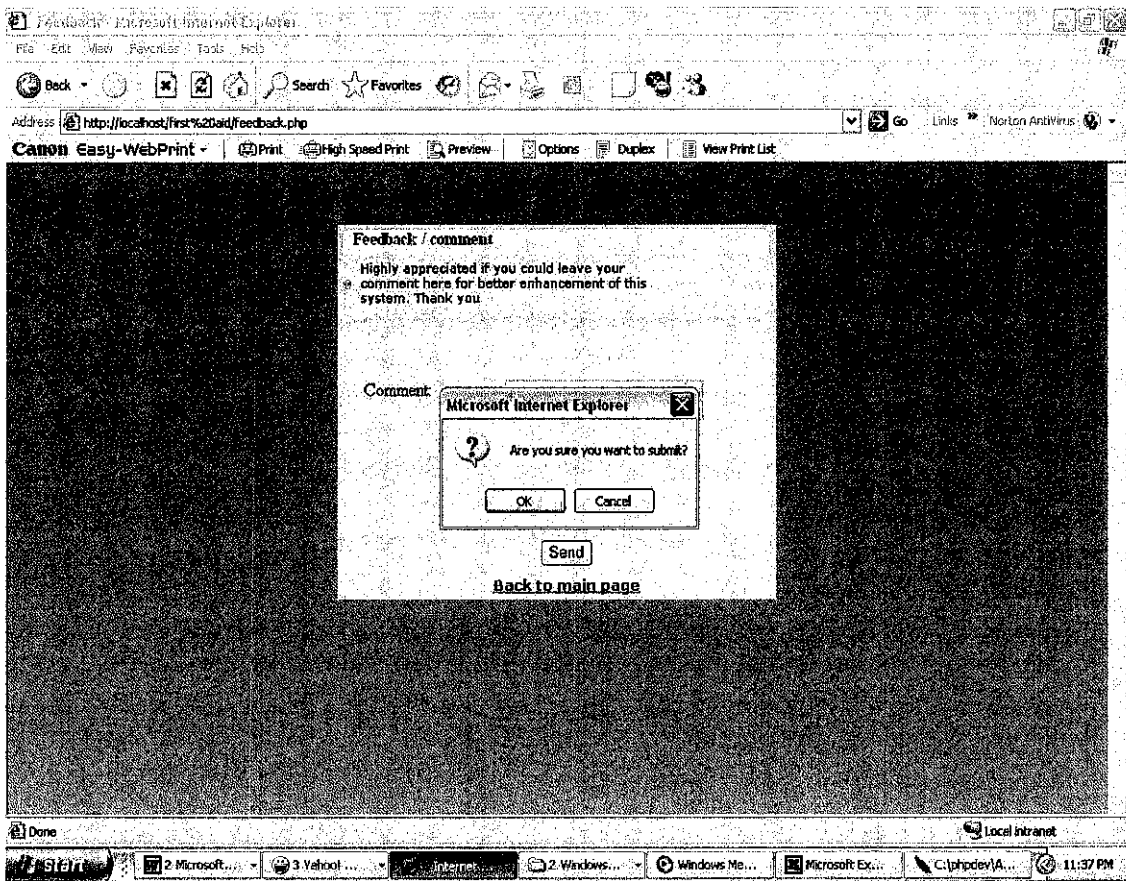 Feedback - Microsoft Internet Explorer
File Edit View Favorites Tools Help
Back Search Favorites
Address http://localhost/first%20aid/feedback.php Go Links » Norton AntiVirus
Canon Easy-WebPrint Print High Speed Print Preview Options Duplex View Print List
Feedback / comment
Highly appreciated if you could leave your
comment here for better enhancement of this
system. Thank you
Comment:
Microsoft Internet Explorer
Are you sure you want to submit?
OK Cancel
Send
Back to main page
Done Local intranet
start 2 Microsoft... 3 Yahoo! ... Internet... 2 Windows... Windows Me... Microsoft Ex... C:\phpdev\A... 11:37 PM